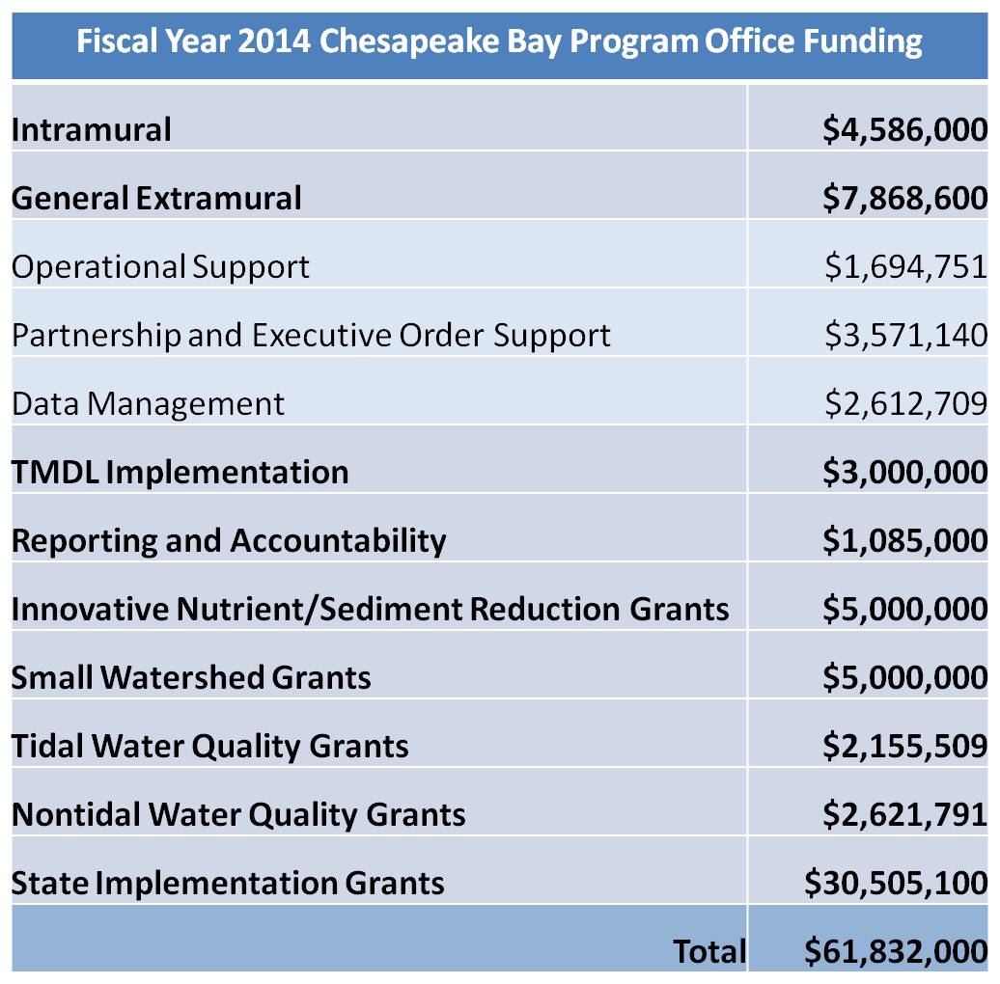 Fiscal Year 2014 Chesapeake Bay Program Office Funding
Intramural $4,586,000
General Extramural $7,868,600
Operational Support $1,694,751
Partnership and Executive Order Support $3,571,140
Data Management $2,612,709
TMDL Implementation $3,000,000
Reporting and Accountability $1,085,000
Innovative Nutrient/Sediment Reduction Grants $5,000,000
Small Watershed Grants $5,000,000
Tidal Water Quality Grants $2,155,509
Nontidal Water Quality Grants $2,621,791
State Implementation Grants $30,505,100
Total $61,832,000